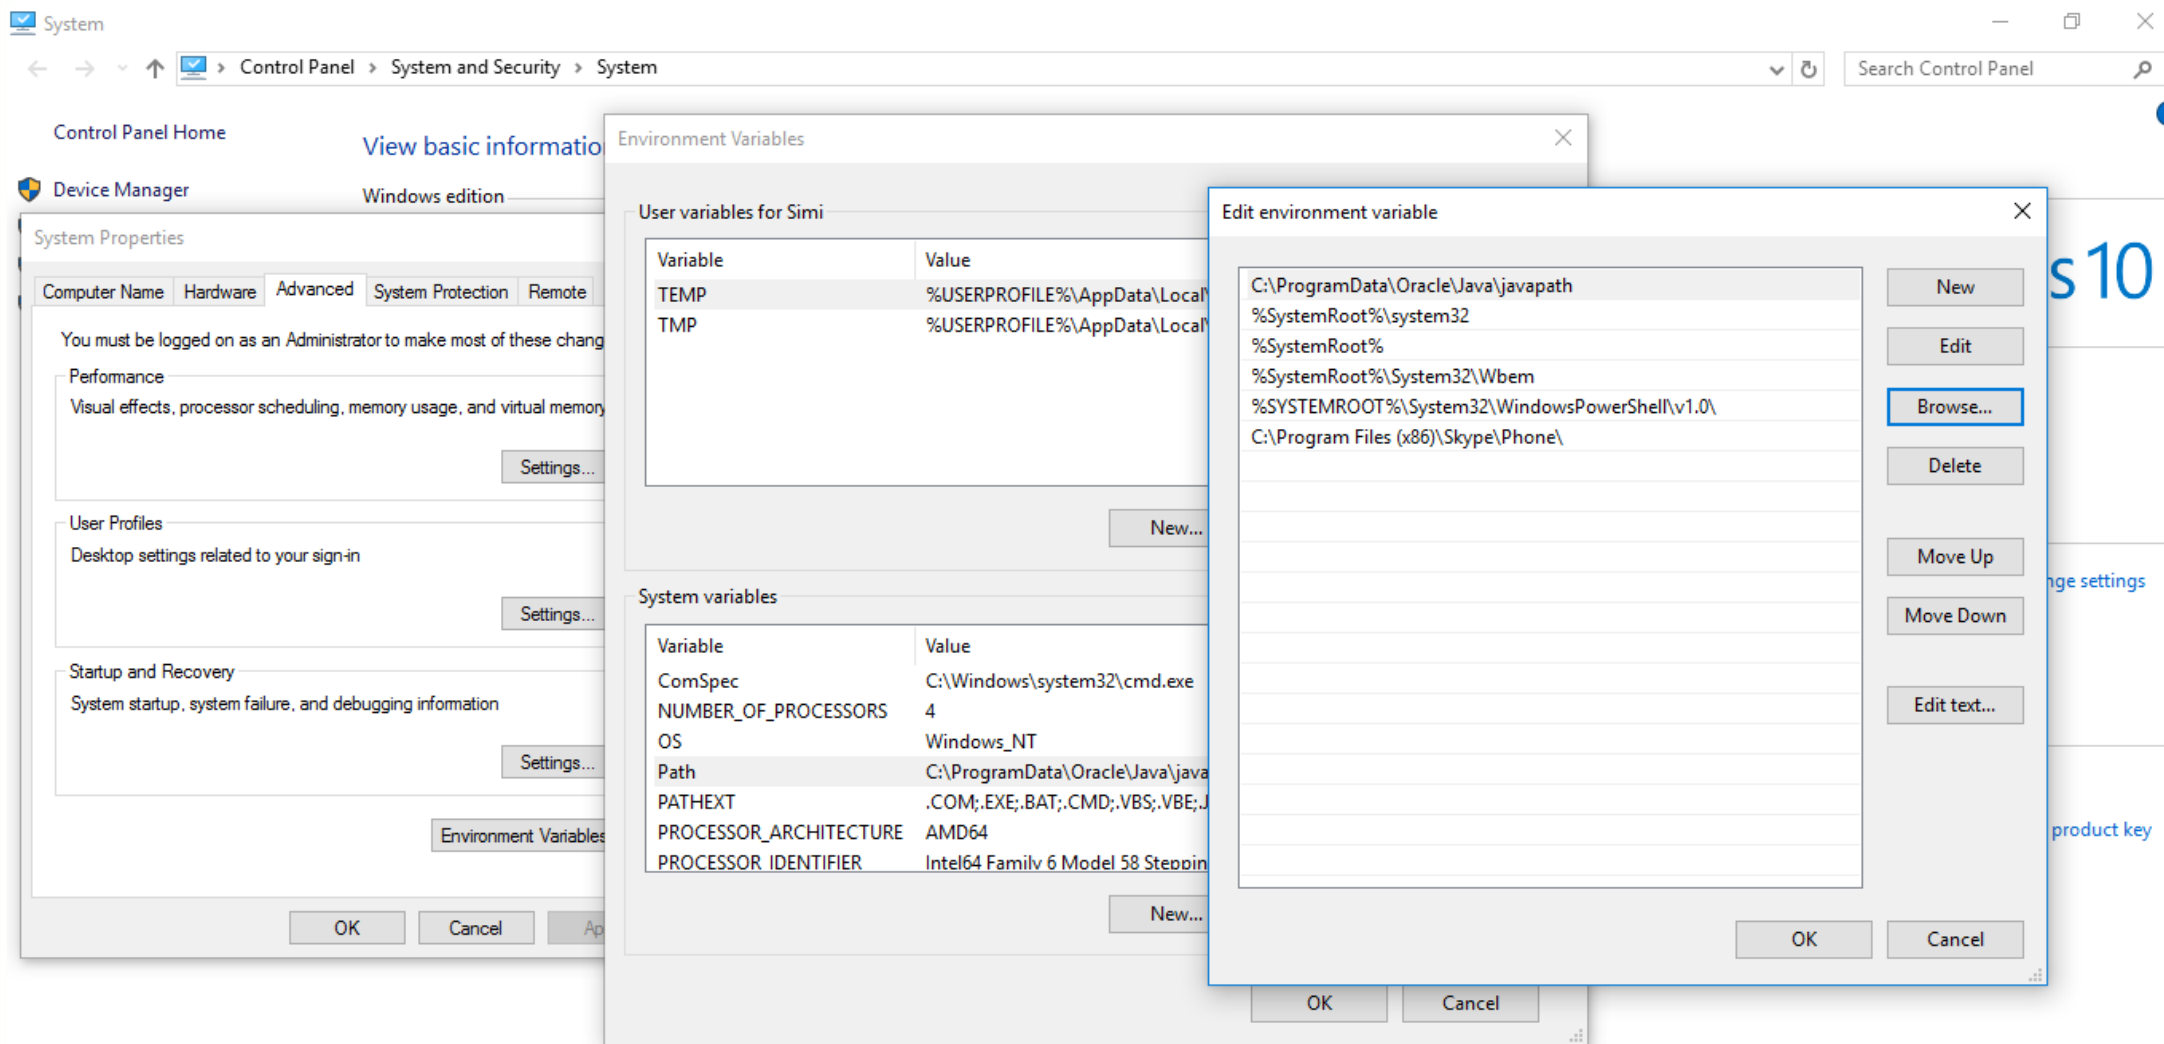 System
Control Panel > System and Security > System
Search Control Panel
Control Panel Home
Device Manager
View basic informatio
Windows edition
s 10
nge settings
product key
System Properties
Computer Name Hardware Advanced System Protection Remote
You must be logged on as an Administrator to make most of these chang
Performance
Visual effects, processor scheduling, memory usage, and virtual memory
Settings...
User Profiles
Desktop settings related to your sign-in
Settings...
Startup and Recovery
System startup, system failure, and debugging information
Settings...
Environment Variables
OK Cancel Ap
Environment Variables
User variables for Simi
Variable Value
TEMP %USERPROFILE%\AppData\Local\
TMP %USERPROFILE%\AppData\Local\
New...
System variables
Variable Value
ComSpec C:\Windows\system32\cmd.exe
NUMBER_OF_PROCESSORS 4
OS Windows_NT
Path C:\ProgramData\Oracle\Java\java
PATHEXT .COM;.EXE;.BAT;.CMD;.VBS;.VBE;.J
PROCESSOR_ARCHITECTURE AMD64
PROCESSOR_IDENTIFIER Intel64 Family 6 Model 58 Steppin
New...
OK Cancel
Edit environment variable
C:\ProgramData\Oracle\Java\javapath
%SystemRoot%\system32
%SystemRoot%
%SystemRoot%\System32\Wbem
%SYSTEMROOT%\System32\WindowsPowerShell\v1.0\
C:\Program Files (x86)\Skype\Phone\
New
Edit
Browse...
Delete
Move Up
Move Down
Edit text...
OK Cancel